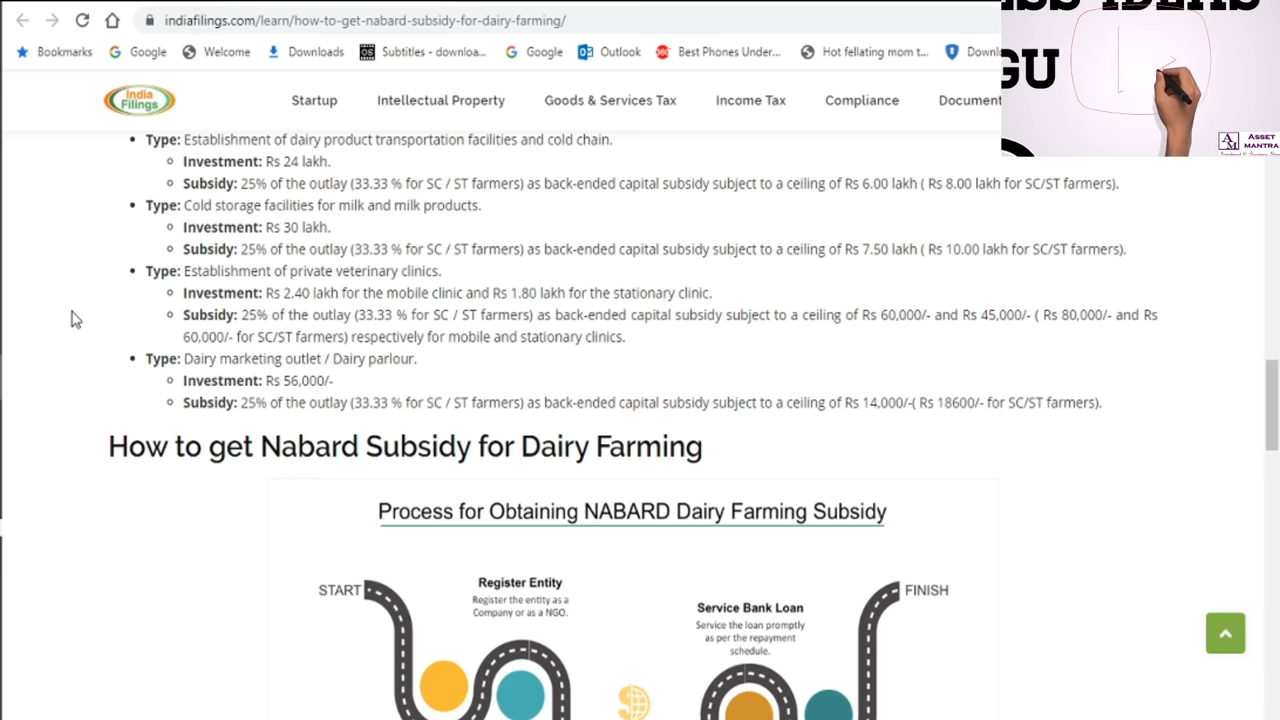 indiafilings.com/learn/how-to-get-nabard-subsidy-for-dairy-farming/
Bookmarks Google Welcome Downloads Subtitles - downloa... Google Outlook Best Phones Under... Hot fellating mom t... Downl
GU
ASSET
MANTRA
India
Filings
Startup Intellectual Property Goods & Services Tax Income Tax Compliance Document
• Type: Establishment of dairy product transportation facilities and cold chain.
Investment: Rs 24 lakh.
Subsidy: 25% of the outlay (33.33 % for SC / ST farmers) as back-ended capital subsidy subject to a ceiling of Rs 6.00 lakh ( Rs 8.00 lakh for SC/ST farmers).
• Type: Cold storage facilities for milk and milk products.
Investment: Rs 30 lakh.
Subsidy: 25% of the outlay (33.33 % for SC / ST farmers) as back-ended capital subsidy subject to a ceiling of Rs 7.50 lakh ( Rs 10.00 lakh for SC/ST farmers).
• Type: Establishment of private veterinary clinics.
Investment: Rs 2.40 lakh for the mobile clinic and Rs 1.80 lakh for the stationary clinic.
Subsidy: 25% of the outlay (33.33 % for SC / ST farmers) as back-ended capital subsidy subject to a ceiling of Rs 60,000/- and Rs 45,000/- ( Rs 80,000/- and Rs
60,000/- for SC/ST farmers) respectively for mobile and stationary clinics.
• Type: Dairy marketing outlet / Dairy parlour.
Investment: Rs 56,000/-
Subsidy: 25% of the outlay (33.33 % for SC / ST farmers) as back-ended capital subsidy subject to a ceiling of Rs 14,000/-( Rs 18600/- for SC/ST farmers).
How to get Nabard Subsidy for Dairy Farming
Process for Obtaining NABARD Dairy Farming Subsidy
START
Register Entity
Register the entity as a
Company or as a NGO.
Service Bank Loan
Service the loan promptly
as per the repayment
schedule.
FINISH